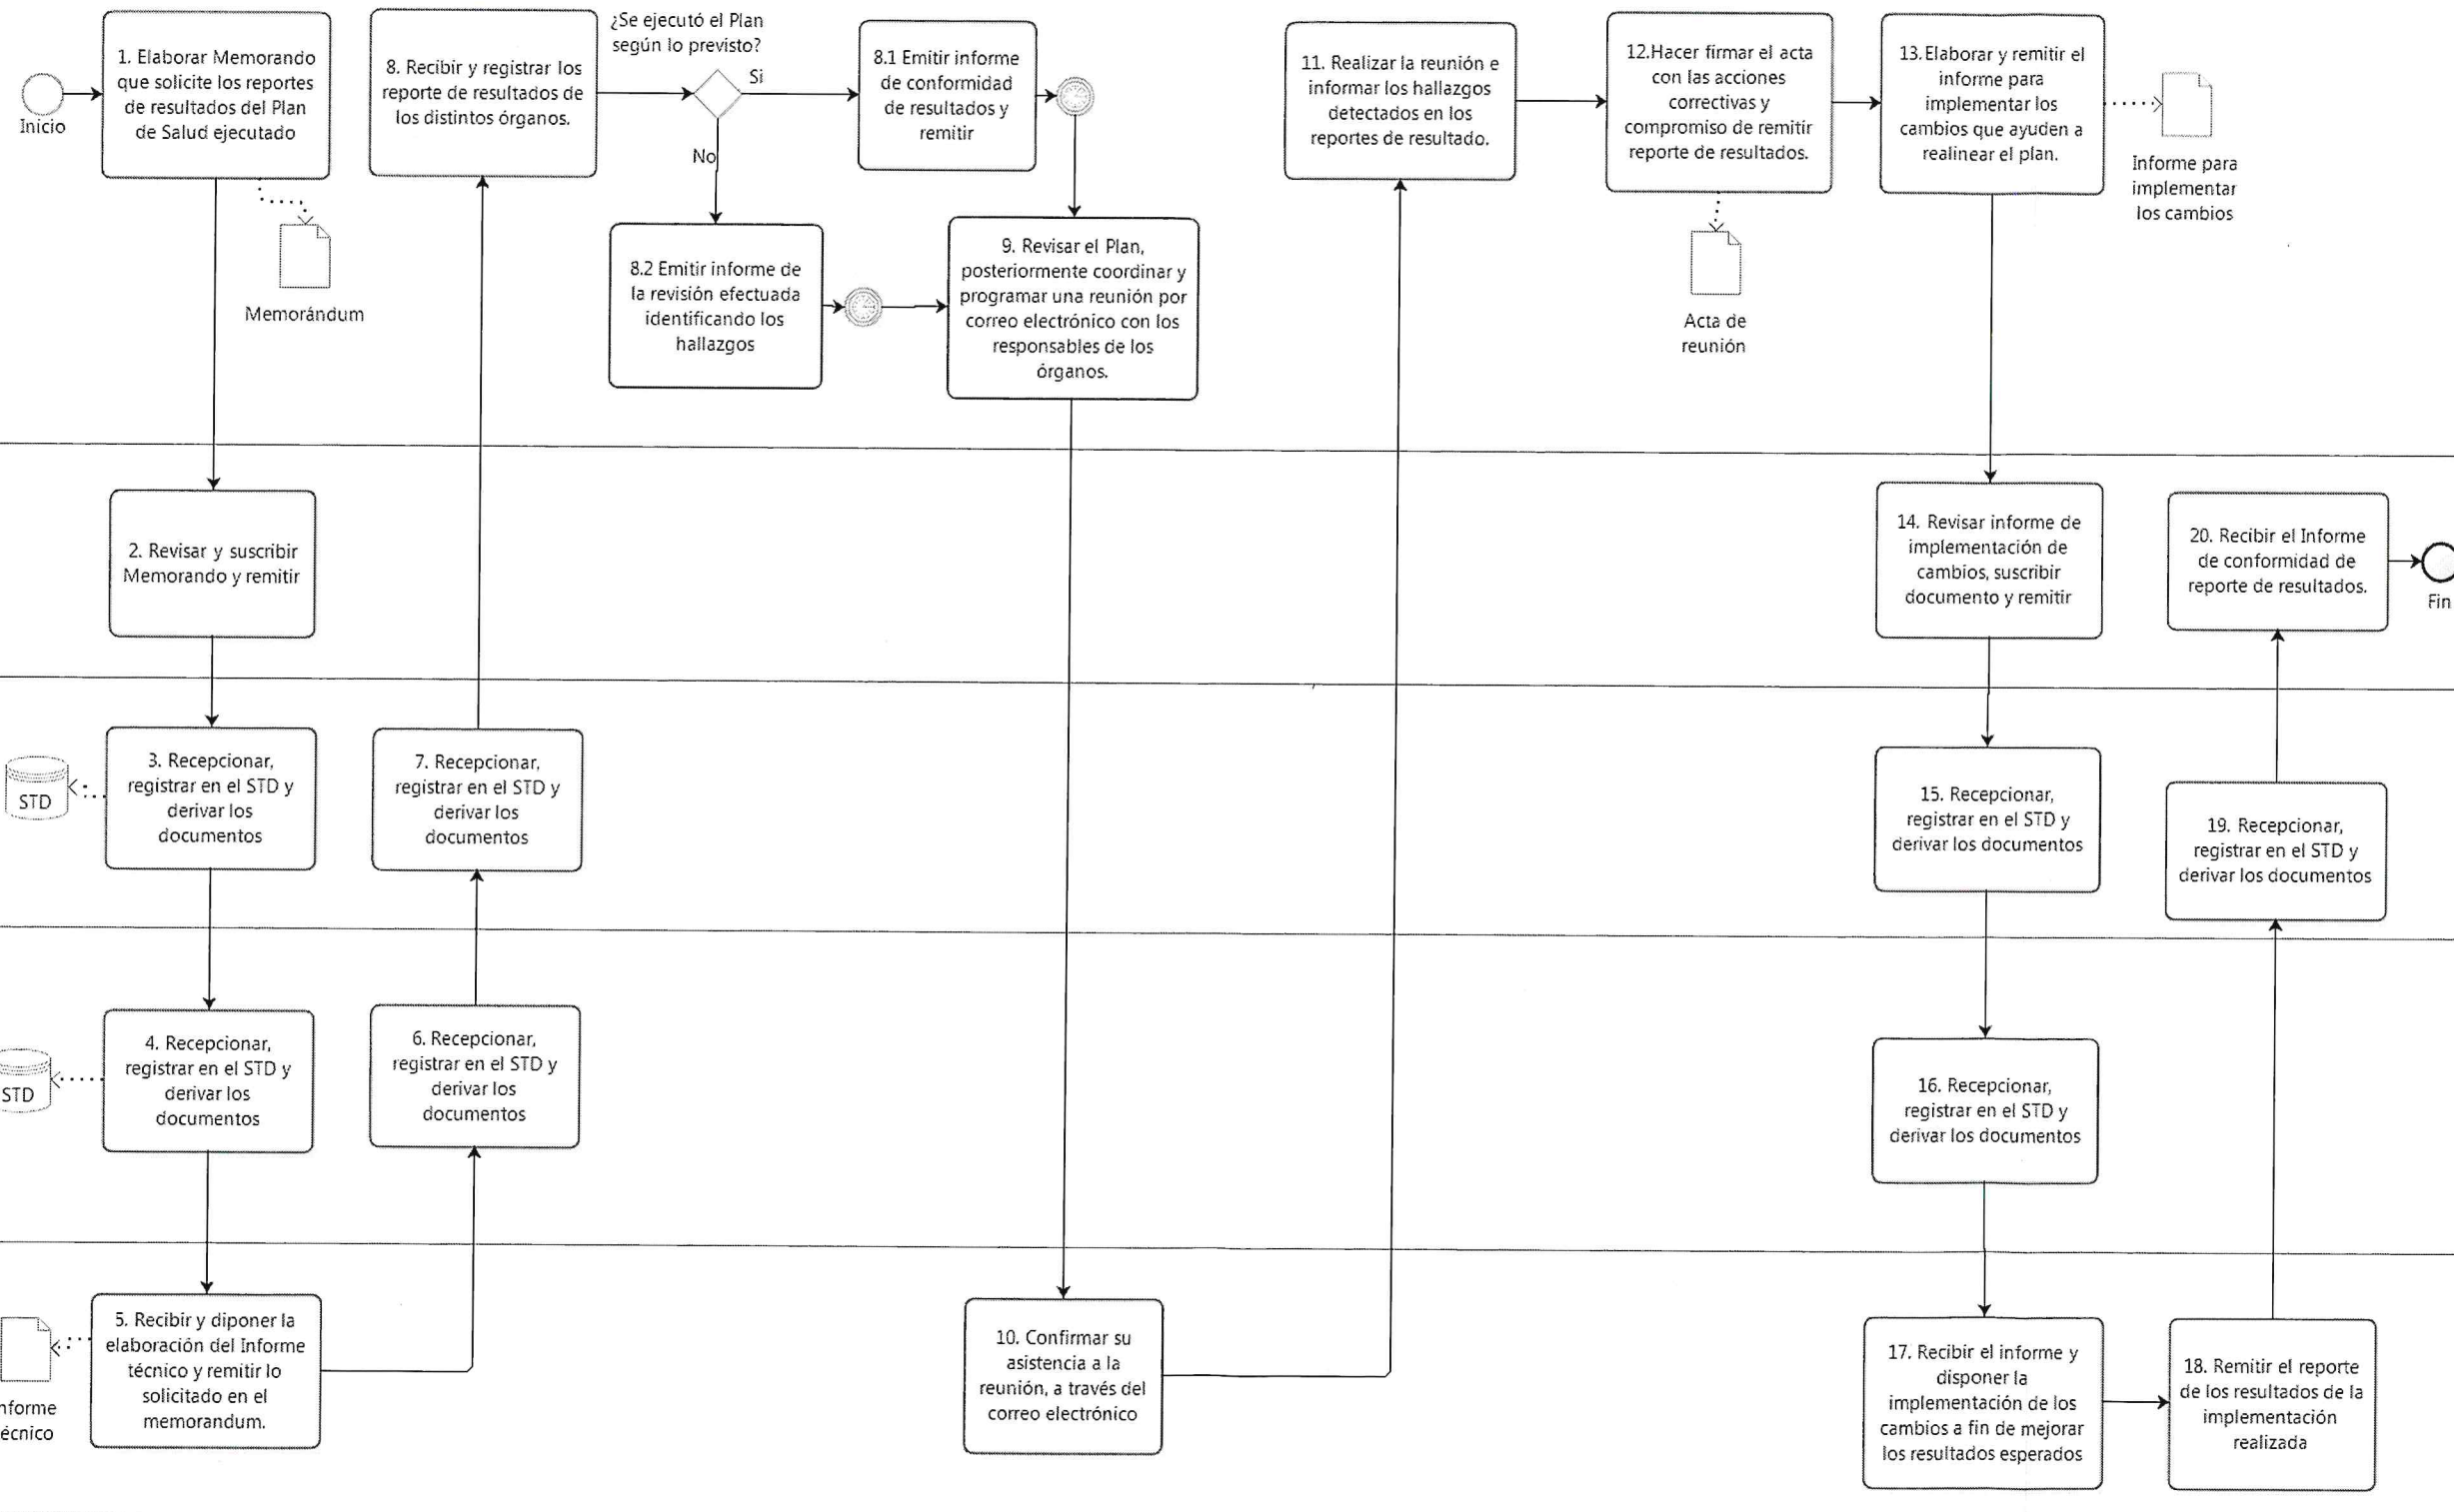 Inicio
1. Elaborar Memorando
que solicite los reportes
de resultados del Plan
de Salud ejecutado
Memorándum
8. Recibir y registrar los
reporte de resultados de
los distintos órganos.
¿Se ejecutó el Plan
según lo previsto?
Si
No
8.1 Emitir informe
de conformidad
de resultados y
remitir
8.2 Emitir informe de
la revisión efectuada
identificando los
hallazgos
9. Revisar el Plan,
posteriormente coordinar y
programar una reunión por
correo electrónico con los
responsables de los
órganos.
11. Realizar la reunión e
informar los hallazgos
detectados en los
reportes de resultado.
12.Hacer firmar el acta
con las acciones
correctivas y
compromiso de remitir
reporte de resultados.
Acta de
reunión
13.Elaborar y remitir el
informe para
implementar los
cambios que ayuden a
realinear el plan.
Informe para
implementar
los cambios
2. Revisar y suscribir
Memorando y remitir
14. Revisar informe de
implementación de
cambios, suscribir
documento y remitir
20. Recibir el Informe
de conformidad de
reporte de resultados.
Fin
STD
3. Recepcionar,
registrar en el STD y
derivar los
documentos
7. Recepcionar,
registrar en el STD y
derivar los
documentos
15. Recepcionar,
registrar en el STD y
derivar los documentos
19. Recepcionar,
registrar en el STD y
derivar los documentos
STD
4. Recepcionar,
registrar en el STD y
derivar los
documentos
6. Recepcionar,
registrar en el STD y
derivar los
documentos
16. Recepcionar,
registrar en el STD y
derivar los documentos
nforme
écnico
5. Recibir y diponer la
elaboración del Informe
técnico y remitir lo
solicitado en el
memorandum.
10. Confirmar su
asistencia a la
reunión, a través del
correo electrónico
17. Recibir el informe y
disponer la
implementación de los
cambios a fin de mejorar
los resultados esperados
18. Remitir el reporte
de los resultados de la
implementación
realizada